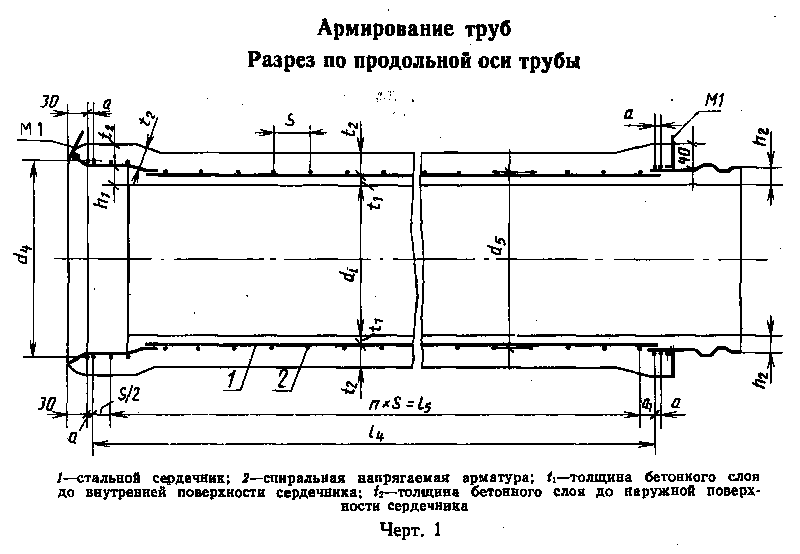 Армирование труб
Разрез по продольной оси трубы
30 a t₂ S t₂ a М1
М1 t₂ 40 h₂
h₁ t₁
d₄ d₁ d₅
t₁
1 2 t₂ h₂
30 S/2 п×S=l₅ a₁ a
a l₄
1—стальной сердечник; 2—спиральная напрягаемая арматура; t₁—толщина бетонного слоя
до внутренней поверхности сердечника; t₂—толщина бетонного слоя до наружной поверх-
ности сердечника
Черт. 1